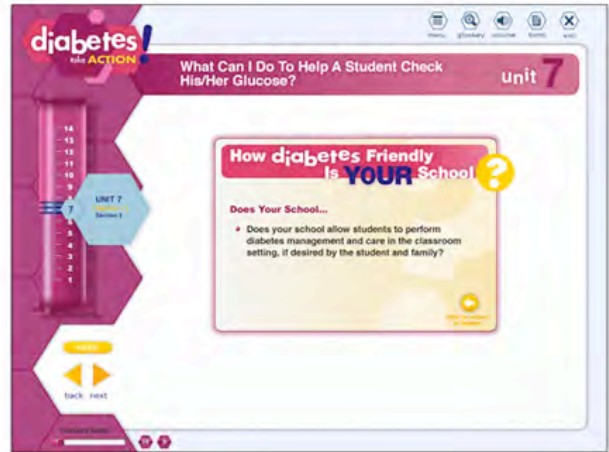 diabetes!
take ACTION
menu glossary volume tools exit
What Can I Do To Help A Student Check
His/Her Glucose?
unit 7
14
13
12
11
10
9
7
5
4
3
2
1
UNIT 7
Section 2
How diabetes Friendly
Is YOUR School?
Does Your School...
Does your school allow students to perform
diabetes management and care in the classroom
setting, if desired by the student and family?
back next